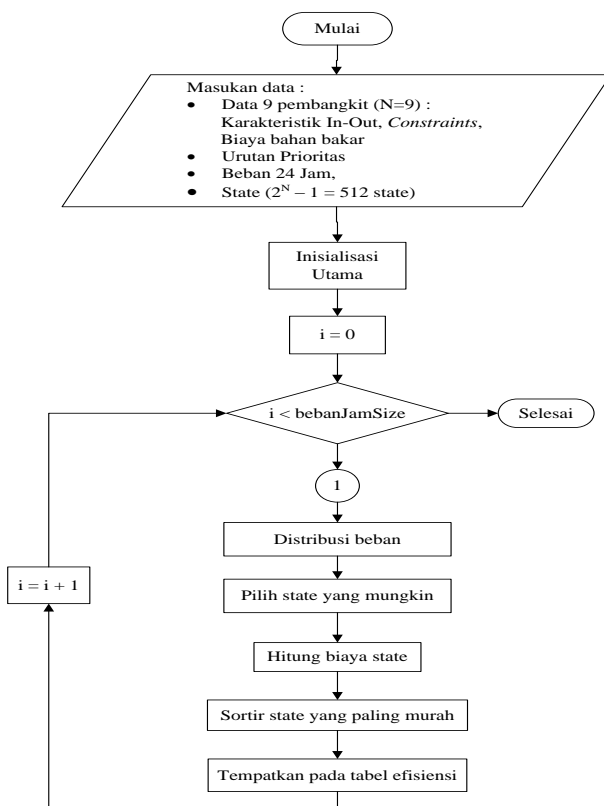 Mulai
Masukan data :
• Data 9 pembangkit (N=9) :
Karakteristik In-Out, Constraints,
Biaya bahan bakar
• Urutan Prioritas
• Beban 24 Jam,
• State (2^N – 1 = 512 state)
Inisialisasi
Utama
i = 0
i < bebanJamSize
Selesai
1
Distribusi beban
i = i + 1
Pilih state yang mungkin
Hitung biaya state
Sortir state yang paling murah
Tempatkan pada tabel efisiensi